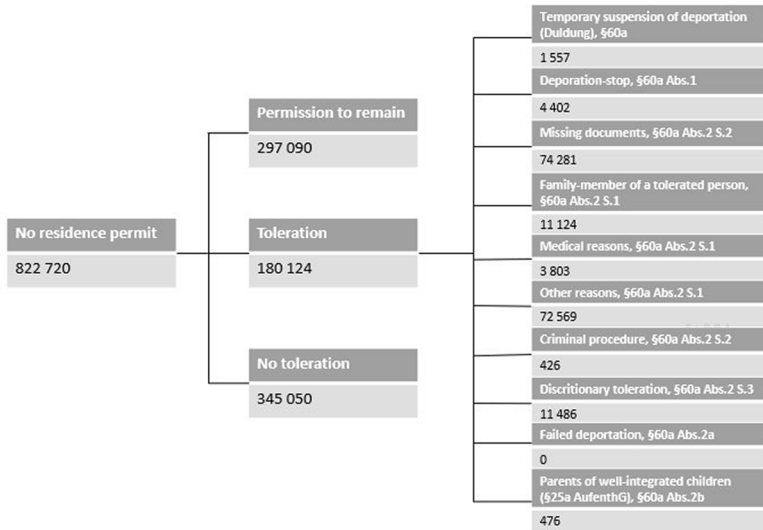 No residence permit
822 720
Permission to remain
297 090
Toleration
180 124
No toleration
345 050
Temporary suspension of deportation
(Duldung), §60a
1 557
Deporation-stop, §60a Abs.1
4 402
Missing documents, §60a Abs.2 S.2
74 281
Family-member of a tolerated person,
§60a Abs.2 S.1
11 124
Medical reasons, §60a Abs.2 S.1
3 803
Other reasons, §60a Abs.2 S.1
72 569
Criminal procedure, §60a Abs.2 S.2
426
Discritionary toleration, §60a Abs.2 S.3
11 486
Failed deportation, §60a Abs.2a
0
Parents of well-integrated children
(§25a AufenthG), §60a Abs.2b
476